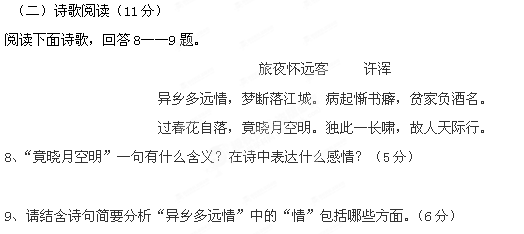 （二）诗歌阅读（11 分）
阅读下面诗歌，回答 8——9 题。
旅夜怀远客　　许浑
异乡多远情，梦断落江城。病起惭书癖，贫家负酒名。
过春花自落，竟晓月空明。独此一长啸，故人天际行。
8、“竟晓月空明”一句有什么含义？在诗中表达什么感情？（5 分）
9、请结含诗句简要分析“异乡多远情”中的“情”包括哪些方面。（6 分）